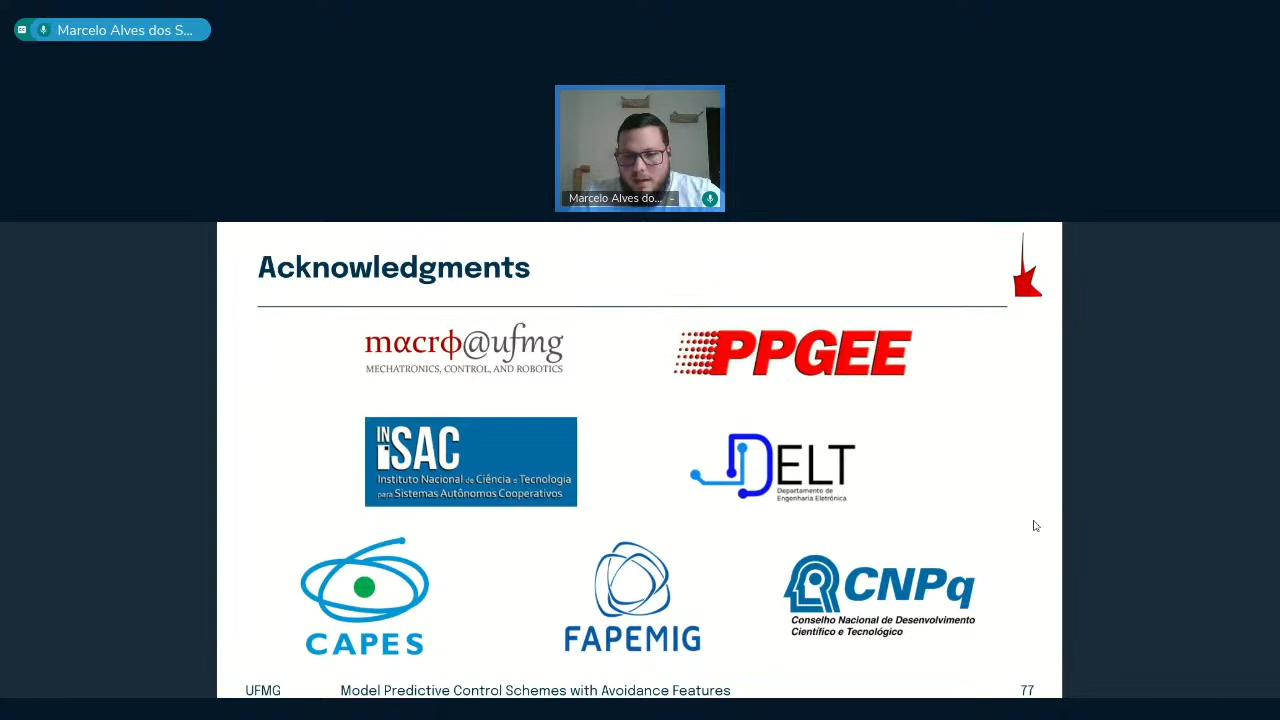 Marcelo Alves dos S...
Marcelo Alves do...
Acknowledgments
mαcrϕ@ufmg
MECHATRONICS, CONTROL, AND ROBOTICS
PPGEE
INSAC
Instituto Nacional de Ciência e Tecnologia
para Sistemas Autônomos Cooperativos
DELT
Departamento de
Engenharia Eletrônica
CAPES
FAPEMIG
CNPq
Conselho Nacional de Desenvolvimento
Científico e Tecnológico
UFMG Model Predictive Control Schemes with Avoidance Features 77